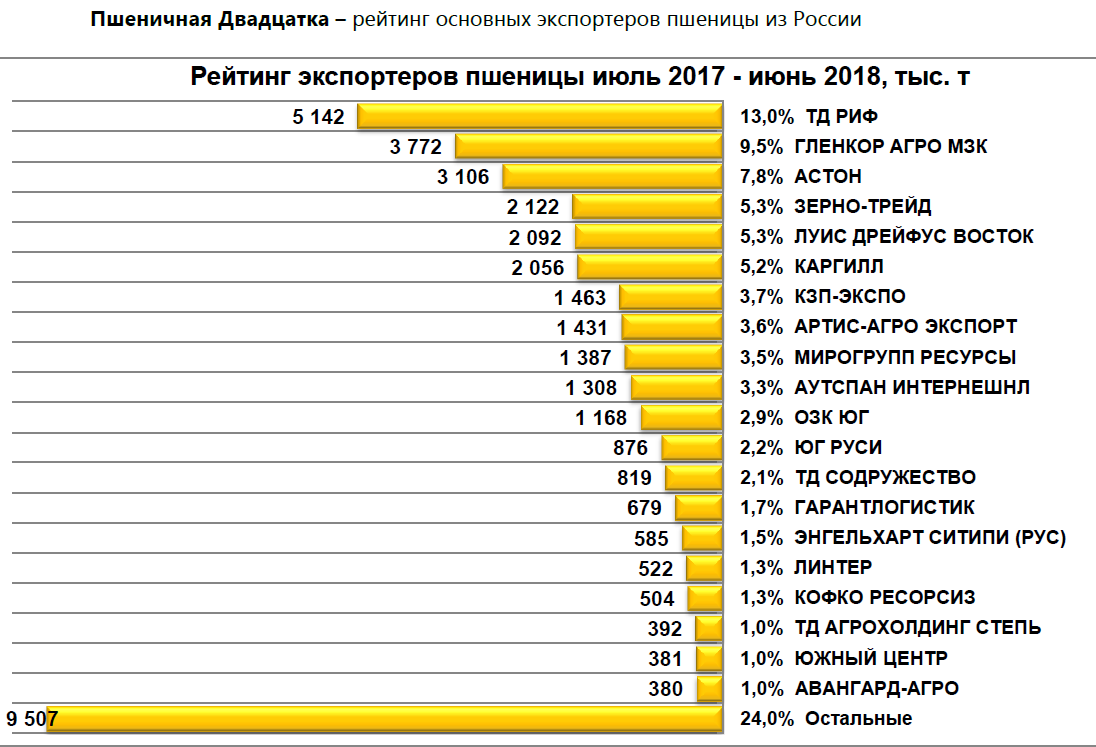 Пшеничная Двадцатка – рейтинг основных экспортеров пшеницы из России
Рейтинг экспортеров пшеницы июль 2017 - июнь 2018, тыс. т
5 142 13,0% ТД РИФ
3 772 9,5% ГЛЕНКОР АГРО МЗК
3 106 7,8% АСТОН
2 122 5,3% ЗЕРНО-ТРЕЙД
2 092 5,3% ЛУИС ДРЕЙФУС ВОСТОК
2 056 5,2% КАРГИЛЛ
1 463 3,7% КЗП-ЭКСПО
1 431 3,6% АРТИС-АГРО ЭКСПОРТ
1 387 3,5% МИРОГРУПП РЕСУРСЫ
1 308 3,3% АУТСПАН ИНТЕРНЕШНЛ
1 168 2,9% ОЗК ЮГ
876 2,2% ЮГ РУСИ
819 2,1% ТД СОДРУЖЕСТВО
679 1,7% ГАРАНТЛОГИСТИК
585 1,5% ЭНГЕЛЬХАРТ СИТИПИ (РУС)
522 1,3% ЛИНТЕР
504 1,3% КОФКО РЕСОРСИЗ
392 1,0% ТД АГРОХОЛДИНГ СТЕПЬ
381 1,0% ЮЖНЫЙ ЦЕНТР
380 1,0% АВАНГАРД-АГРО
9 507 24,0% Остальные